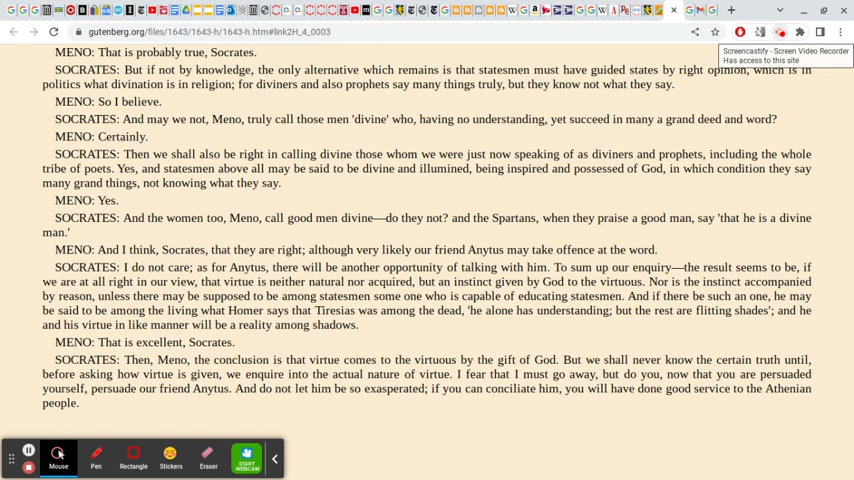 gutenberg.org/files/1643/1643-h/1643-h.htm#link2H_4_0003
Screencastify - Screen Video Recorder
Has access to this site
MENO: That is probably true, Socrates.
SOCRATES: But if not by knowledge, the only alternative which remains is that statesmen must have guided states by right opinion, which is in
politics what divination is in religion; for diviners and also prophets say many things truly, but they know not what they say.
MENO: So I believe.
SOCRATES: And may we not, Meno, truly call those men 'divine' who, having no understanding, yet succeed in many a grand deed and word?
MENO: Certainly.
SOCRATES: Then we shall also be right in calling divine those whom we were just now speaking of as diviners and prophets, including the whole
tribe of poets. Yes, and statesmen above all may be said to be divine and illumined, being inspired and possessed of God, in which condition they say
many grand things, not knowing what they say.
MENO: Yes.
SOCRATES: And the women too, Meno, call good men divine—do they not? and the Spartans, when they praise a good man, say 'that he is a divine
man.'
MENO: And I think, Socrates, that they are right; although very likely our friend Anytus may take offence at the word.
SOCRATES: I do not care; as for Anytus, there will be another opportunity of talking with him. To sum up our enquiry—the result seems to be, if
we are at all right in our view, that virtue is neither natural nor acquired, but an instinct given by God to the virtuous. Nor is the instinct accompanied
by reason, unless there may be supposed to be among statesmen some one who is capable of educating statesmen. And if there be such an one, he may
be said to be among the living what Homer says that Tiresias was among the dead, 'he alone has understanding; but the rest are flitting shades'; and he
and his virtue in like manner will be a reality among shadows.
MENO: That is excellent, Socrates.
SOCRATES: Then, Meno, the conclusion is that virtue comes to the virtuous by the gift of God. But we shall never know the certain truth until,
before asking how virtue is given, we enquire into the actual nature of virtue. I fear that I must go away, but do you, now that you are persuaded
yourself, persuade our friend Anytus. And do not let him be so exasperated; if you can conciliate him, you will have done good service to the Athenian
people.
Mouse
Pen
Rectangle
Stickers
Eraser
START
WEBCAM